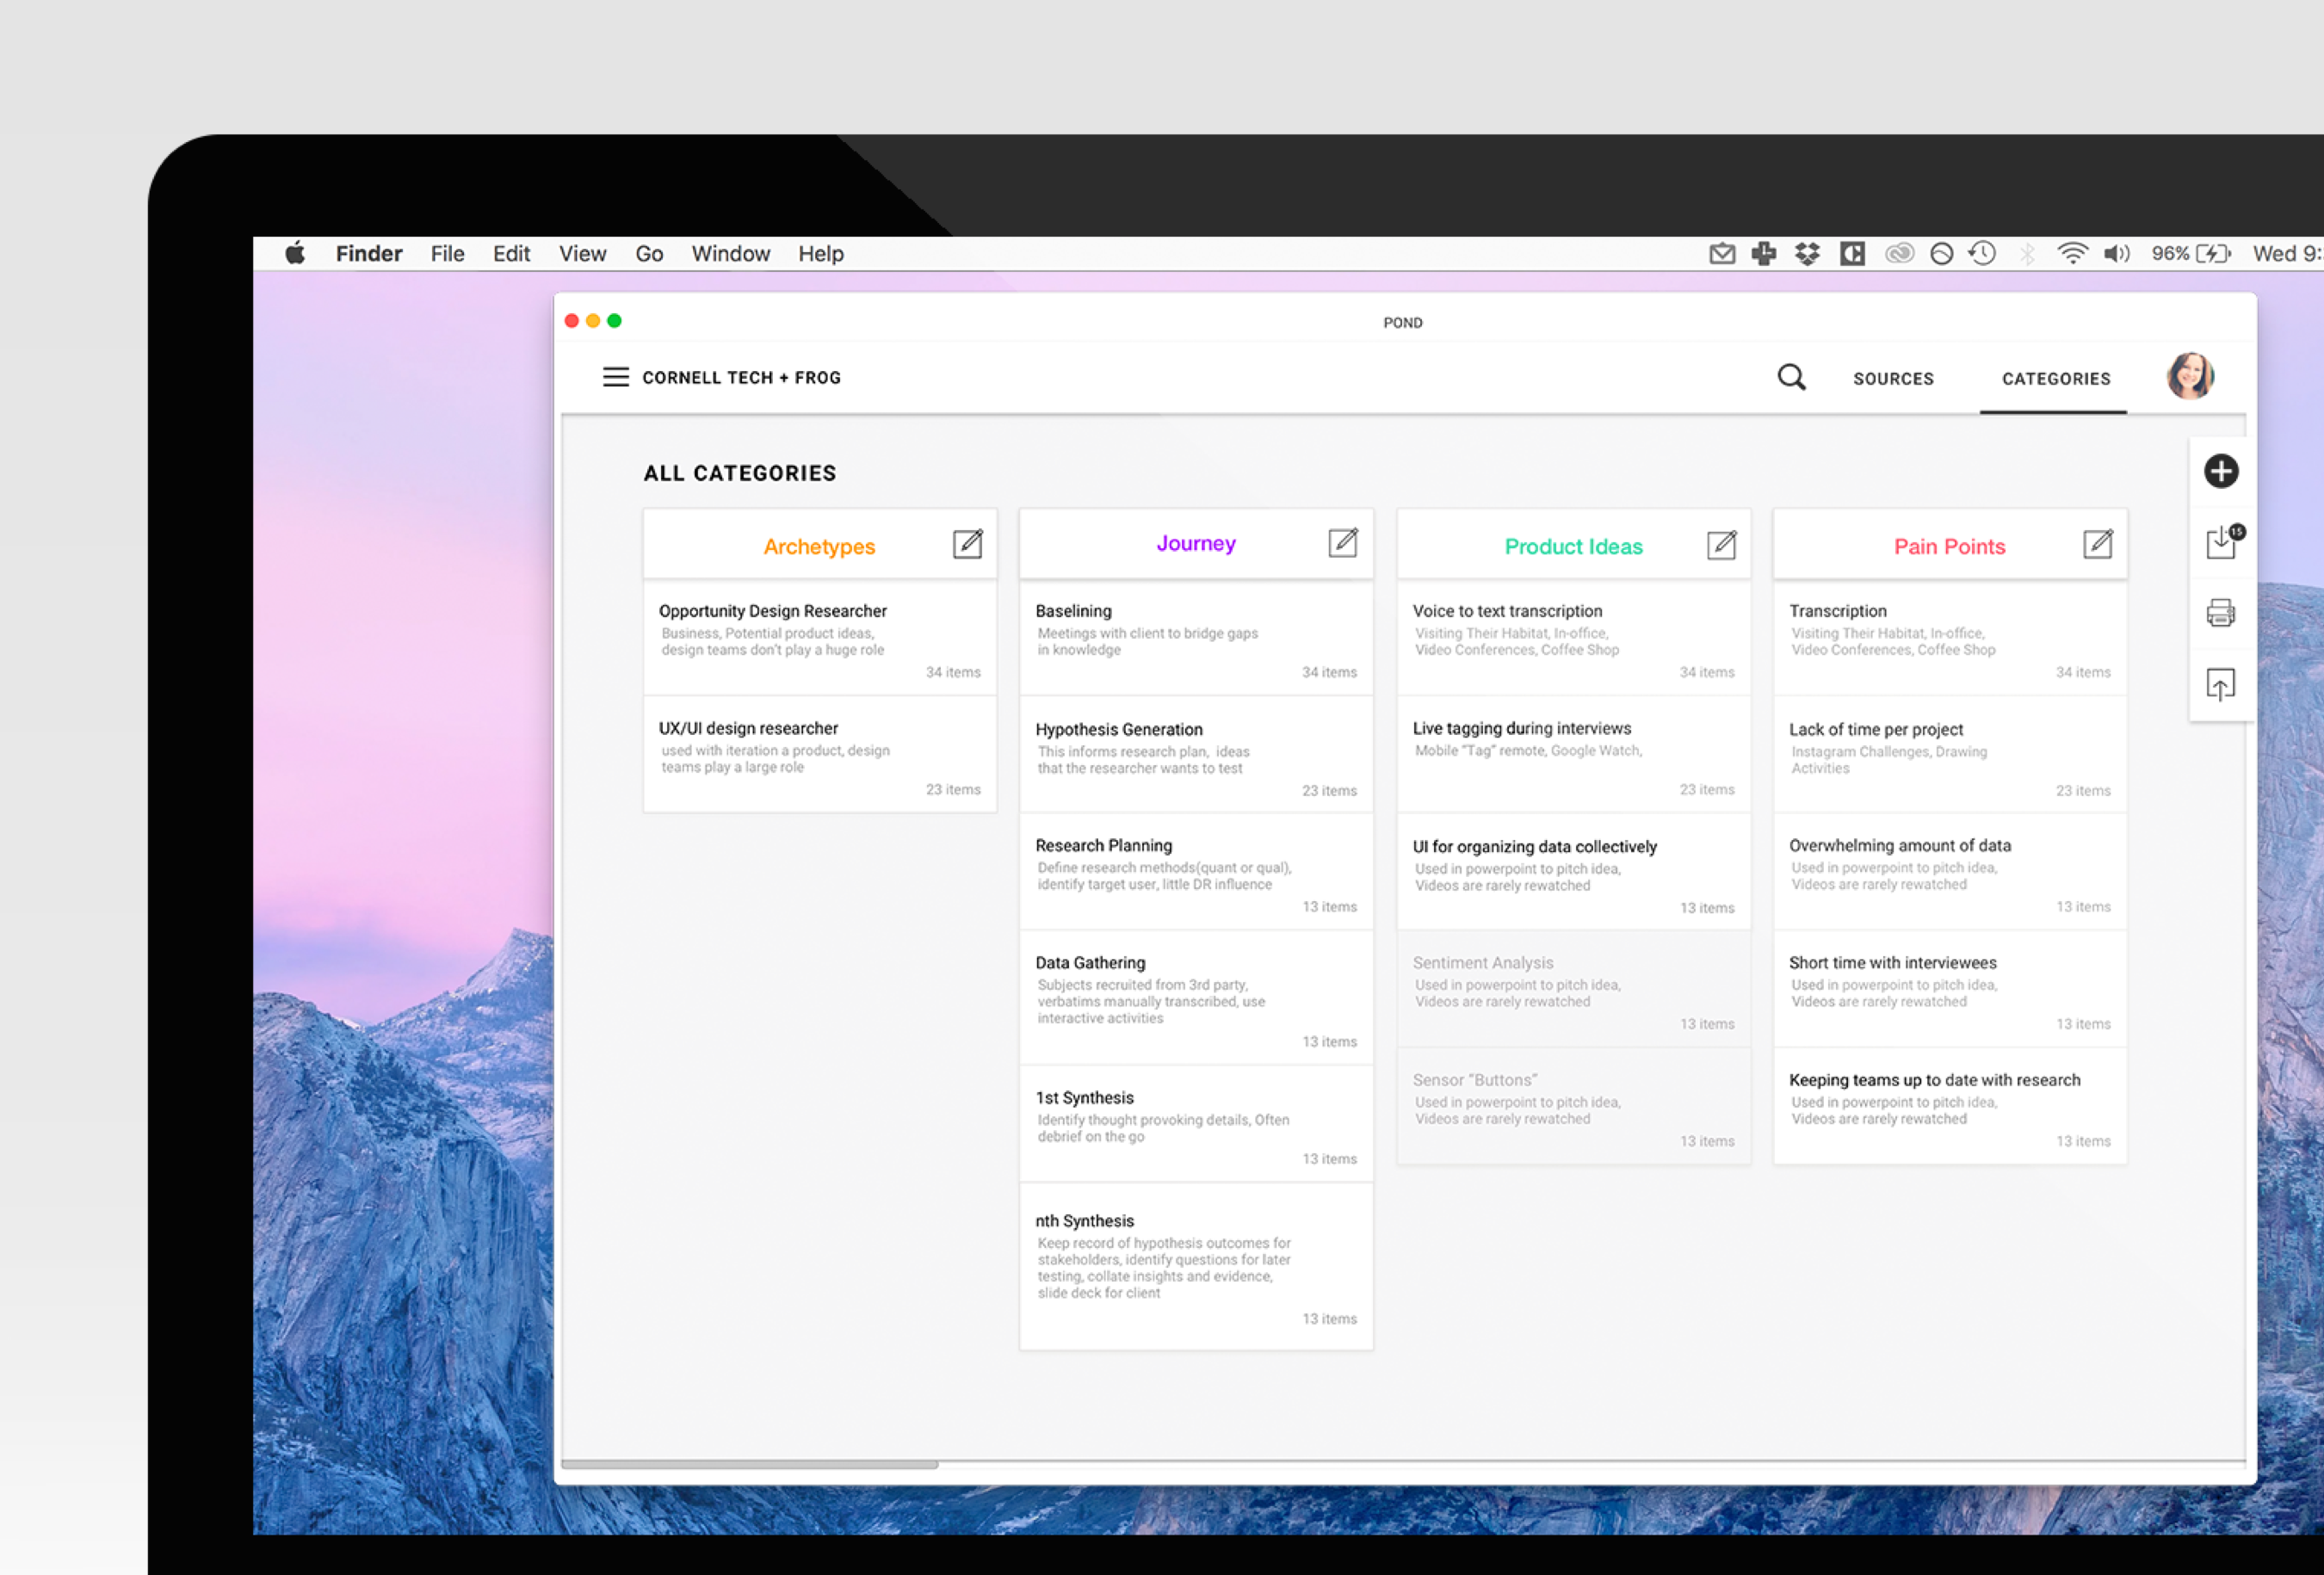 Finder File Edit View Go Window Help 96% Wed 9:
POND
CORNELL TECH + FROG SOURCES CATEGORIES
15
ALL CATEGORIES
Archetypes
Opportunity Design Researcher
Business, Potential product ideas,
design teams don't play a huge role
34 items
UX/UI design researcher
used with iteration a product, design
teams play a large role
23 items
Journey
Baselining
Meetings with client to bridge gaps
in knowledge
34 items
Hypothesis Generation
This informs research plan, ideas
that the researcher wants to test
23 items
Research Planning
Define research methods(quant or qual),
identify target user, little DR influence
13 items
Data Gathering
Subjects recruited from 3rd party,
verbatims manually transcribed, use
interactive activities
13 items
1st Synthesis
Identify thought provoking details, Often
debrief on the go
13 items
nth Synthesis
Keep record of hypothesis outcomes for
stakeholders, identify questions for later
testing, collate insights and evidence,
slide deck for client
13 items
Product Ideas
Voice to text transcription
Visiting Their Habitat, In-office,
Video Conferences, Coffee Shop
34 items
Live tagging during interviews
Mobile “Tag” remote, Google Watch,
23 items
UI for organizing data collectively
Used in powerpoint to pitch idea,
Videos are rarely rewatched
13 items
Sentiment Analysis
Used in powerpoint to pitch idea,
Videos are rarely rewatched
13 items
Sensor “Buttons”
Used in powerpoint to pitch idea,
Videos are rarely rewatched
13 items
Pain Points
Transcription
Visiting Their Habitat, In-office,
Video Conferences, Coffee Shop
34 items
Lack of time per project
Instagram Challenges, Drawing
Activities
23 items
Overwhelming amount of data
Used in powerpoint to pitch idea,
Videos are rarely rewatched
13 items
Short time with interviewees
Used in powerpoint to pitch idea,
Videos are rarely rewatched
13 items
Keeping teams up to date with research
Used in powerpoint to pitch idea,
Videos are rarely rewatched
13 items